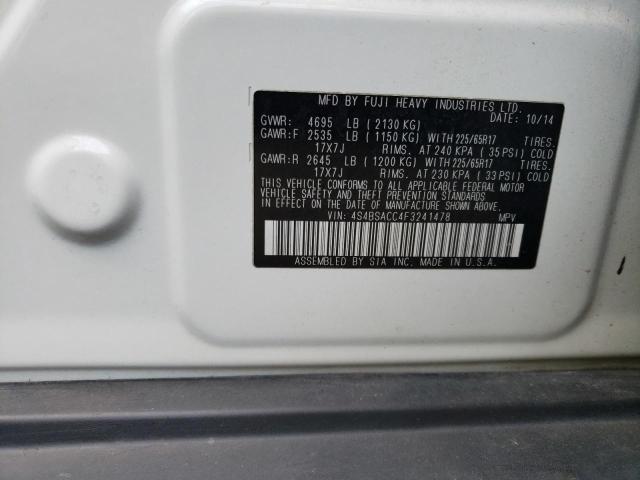 MFD BY FUJI HEAVY INDUSTRIES LTD.
DATE: 10/14
GVWR: 4695 LB (2130 KG)
GAWR:F 2535 LB (1150 KG) WITH 225/65R17 TIRES.
17X7J RIMS. AT 240 KPA (35 PSI) COLD
GAWR:R 2645 LB (1200 KG) WITH 225/65R17 TIRES.
17X7J RIMS. AT 230 KPA (33 PSI) COLD
THIS VEHICLE CONFORMS TO ALL APPLICABLE FEDERAL MOTOR
VEHICLE SAFETY AND THEFT PREVENTION STANDARDS
IN EFFECT ON THE DATE OF MANUFACTURE SHOWN ABOVE.
VIN: 4S4BSACC4F3241478 MPV
ASSEMBLED BY SIA INC. MADE IN U.S.A.